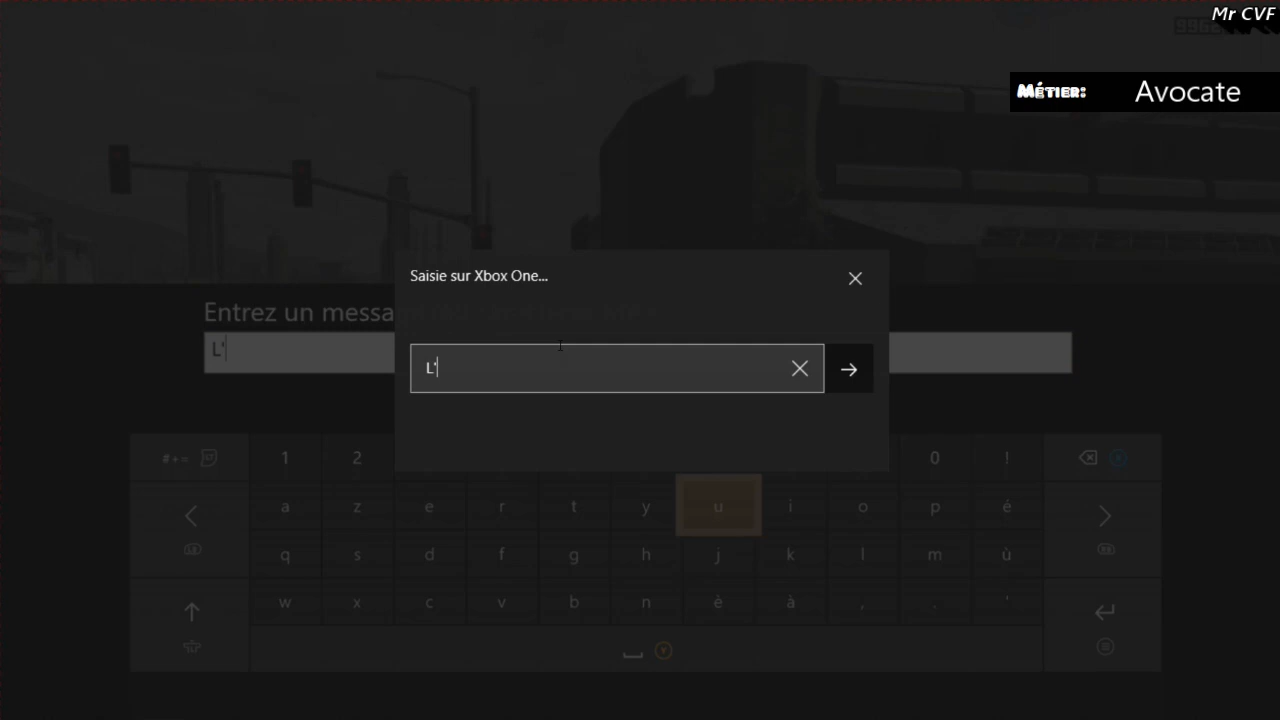 Mr CVF
MÉTIER: Avocate
Saisie sur Xbox One...
Entrez un messa
L'
L'
#+= 1 2 0 !
a z e r t y u i o p é
q s d f g h j k l m ù
w x c v b n è à , . '
Y